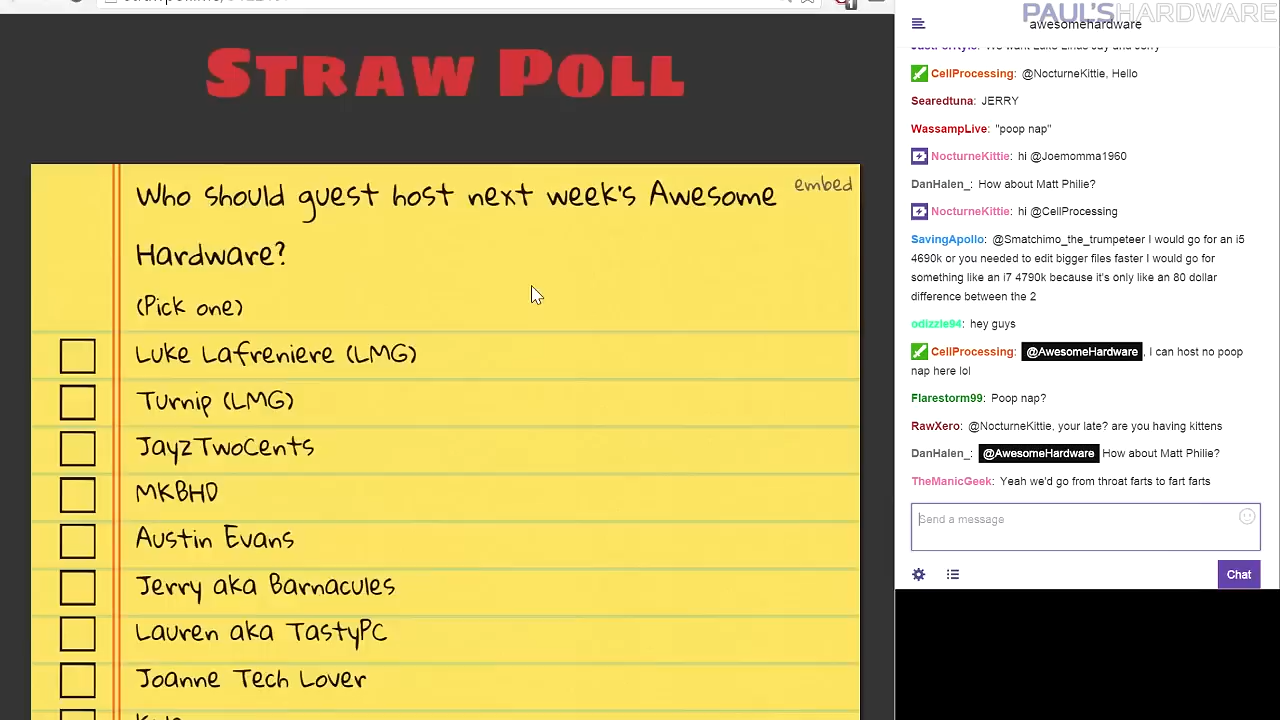 PAUL'SHARDWARE
awesomehardware
STRAW POLL
Who should guest host next week's Awesome
embed
Hardware?
(Pick one)
Luke Lafreniere (LMG)
Turnip (LMG)
JayzTwoCents
MKBHD
Austin Evans
Jerry aka Barnacules
Lauren aka TastyPC
Joanne Tech Lover
CellProcessing: @NocturneKittie, Hello
Searedtuna: JERRY
WassampLive: "poop nap"
NocturneKittie: hi @Joemomma1960
DanHalen_: How about Matt Philie?
NocturneKittie: hi @CellProcessing
SavingApollo: @Smatchimo_the_trumpeteer I would go for an i5
4690k or you needed to edit bigger files faster I would go for
something like an i7 4790k because it's only like an 80 dollar
difference between the 2
odizzle94: hey guys
CellProcessing: @AwesomeHardware , I can host no poop
nap here lol
Flarestorm99: Poop nap?
RawXero: @NocturneKittie, your late? are you having kittens
DanHalen_: @AwesomeHardware How about Matt Philie?
TheManicGeek: Yeah we'd go from throat farts to fart farts
Send a message
Chat